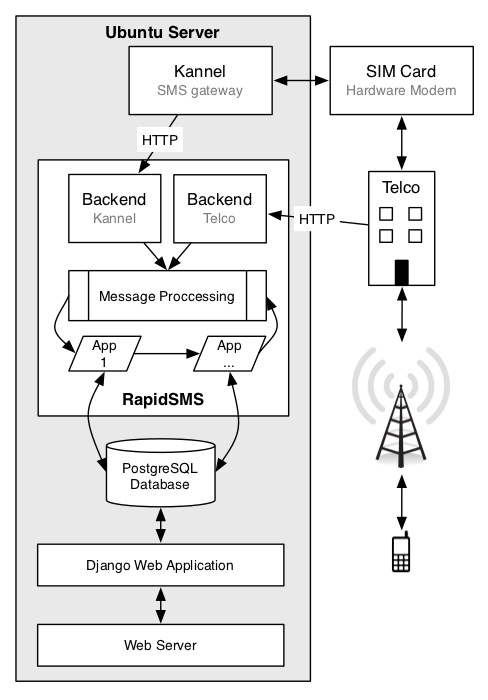 Ubuntu Server
Kannel
SMS gateway
SIM Card
Hardware Modem
HTTP
Telco
Backend
Kannel
Backend
Telco
HTTP
Message Proccessing
App
1
App
...
RapidSMS
PostgreSQL
Database
Django Web Application
Web Server